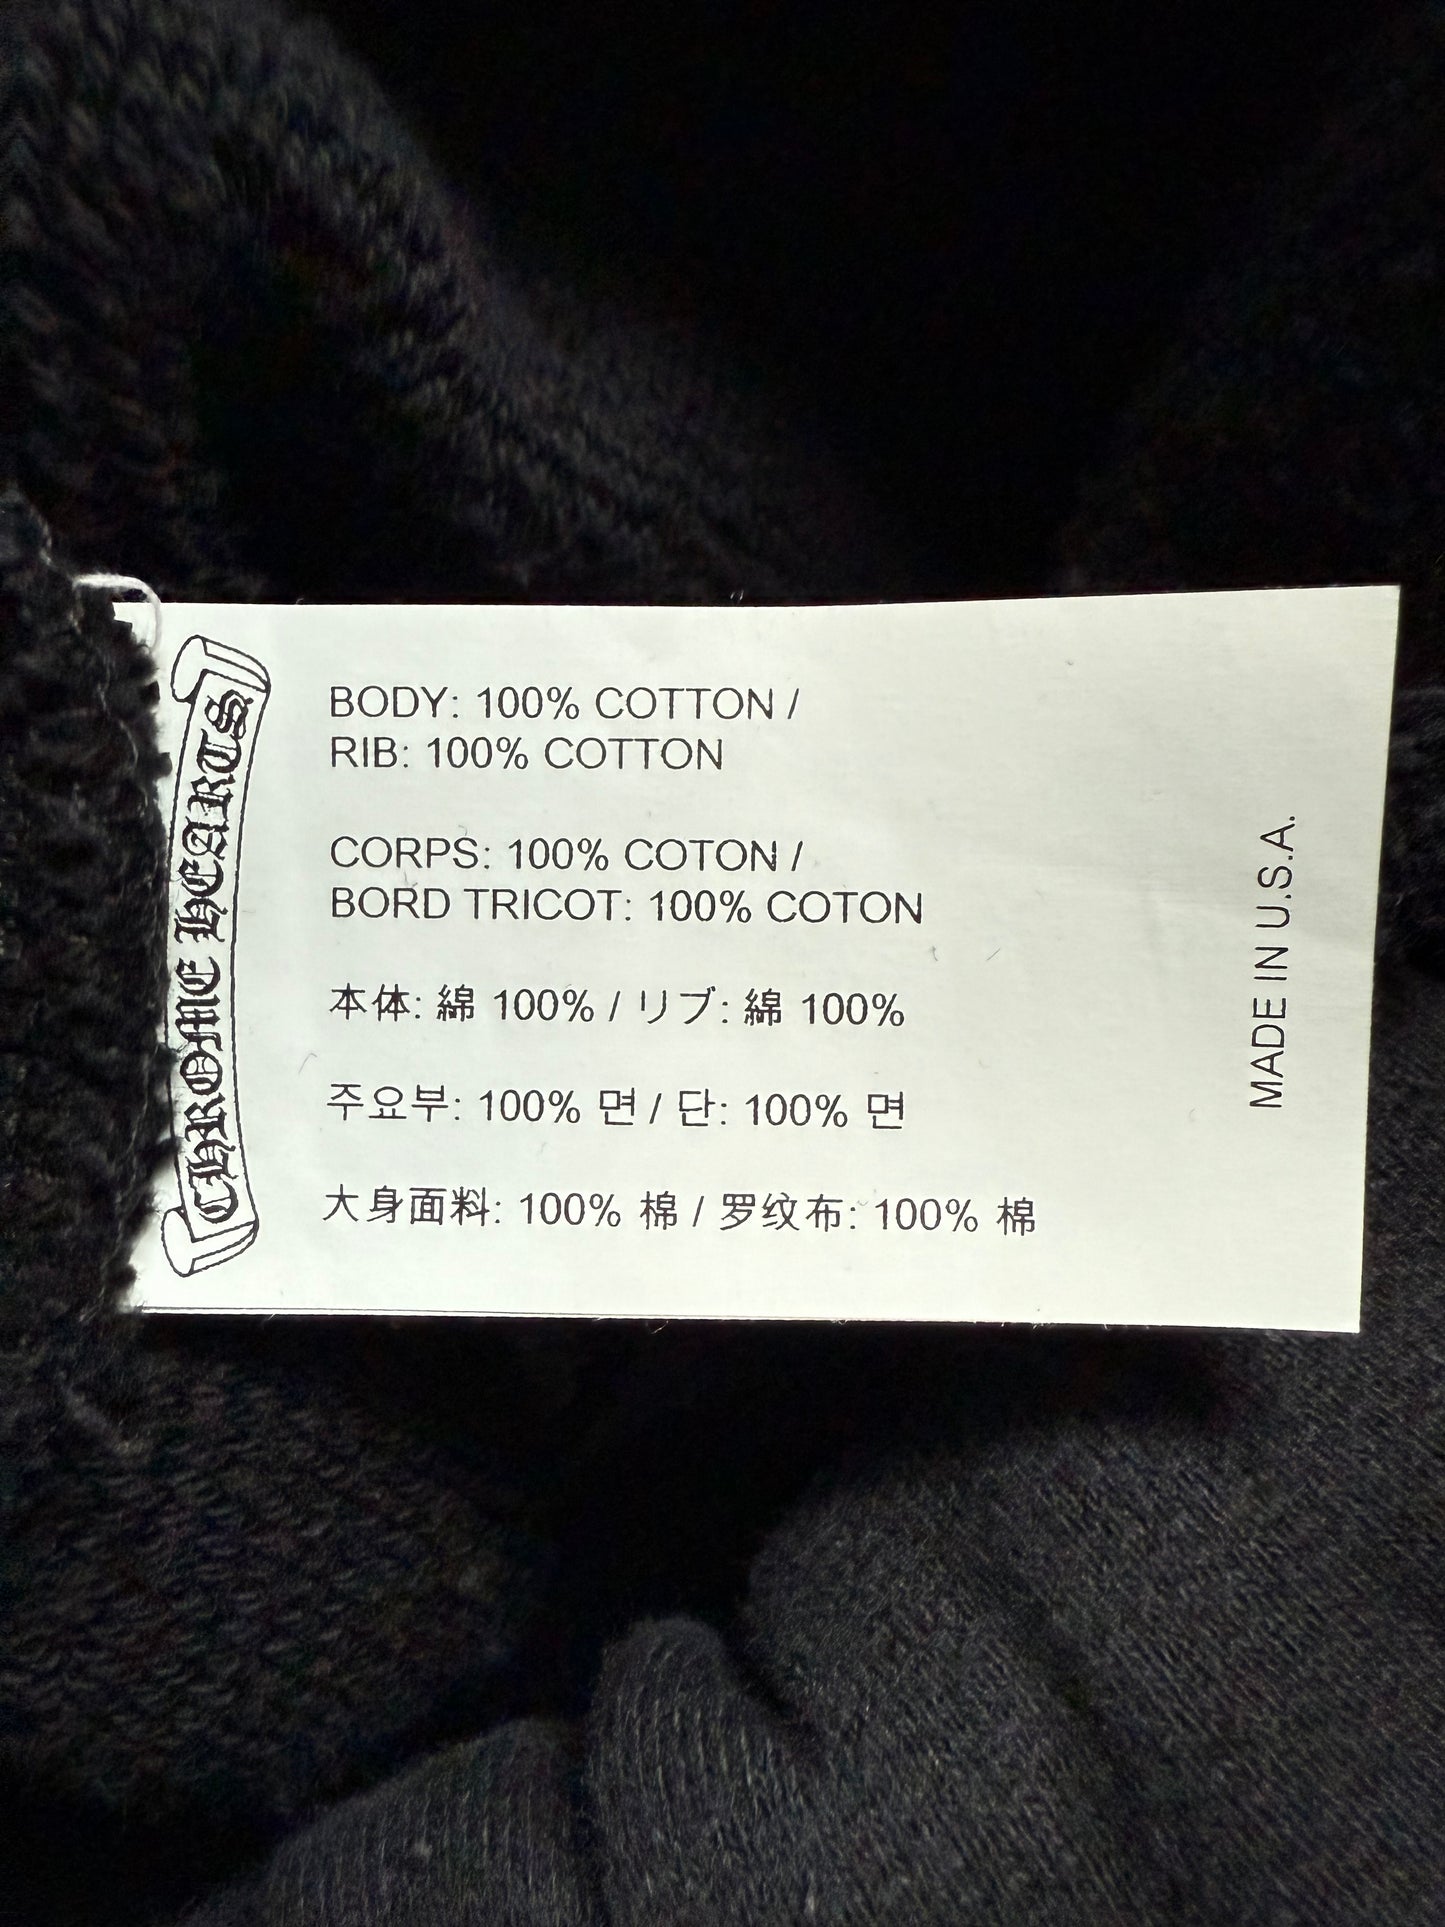 CHROME HEARTS
BODY: 100% COTTON /
RIB: 100% COTTON
CORPS: 100% COTON /
BORD TRICOT: 100% COTON
本体: 綿 100% / リブ: 綿 100%
주요부: 100% 면 / 단: 100% 면
大身面料: 100% 棉 / 罗纹布: 100% 棉
MADE IN U.S.A.